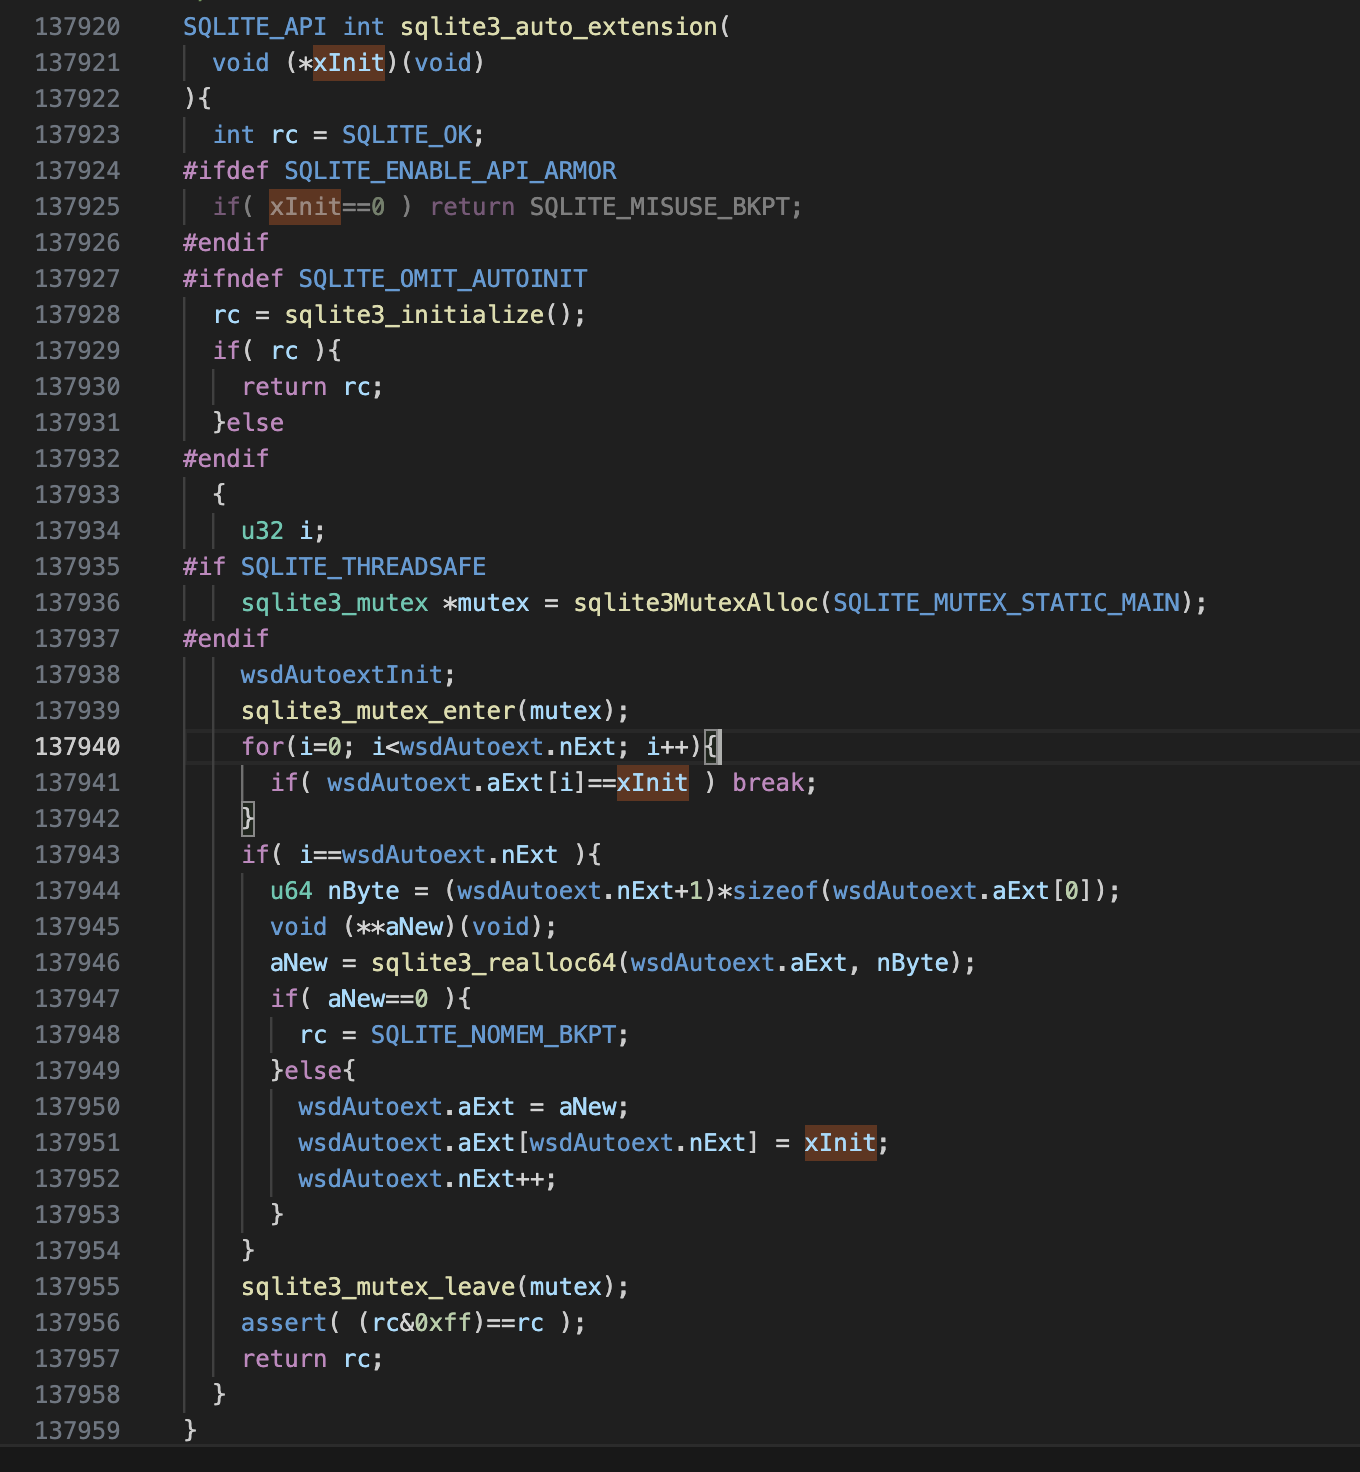 137920 SQLITE_API int sqlite3_auto_extension(
137921   void (*xInit)(void)
137922 ){
137923   int rc = SQLITE_OK;
137924 #ifdef SQLITE_ENABLE_API_ARMOR
137925   if( xInit==0 ) return SQLITE_MISUSE_BKPT;
137926 #endif
137927 #ifndef SQLITE_OMIT_AUTOINIT
137928   rc = sqlite3_initialize();
137929   if( rc ){
137930     return rc;
137931   }else
137932 #endif
137933   {
137934     u32 i;
137935 #if SQLITE_THREADSAFE
137936     sqlite3_mutex *mutex = sqlite3MutexAlloc(SQLITE_MUTEX_STATIC_MAIN);
137937 #endif
137938     wsdAutoextInit;
137939     sqlite3_mutex_enter(mutex);
137940     for(i=0; i<wsdAutoext.nExt; i++){
137941       if( wsdAutoext.aExt[i]==xInit ) break;
137942     }
137943     if( i==wsdAutoext.nExt ){
137944       u64 nByte = (wsdAutoext.nExt+1)*sizeof(wsdAutoext.aExt[0]);
137945       void (**aNew)(void);
137946       aNew = sqlite3_realloc64(wsdAutoext.aExt, nByte);
137947       if( aNew==0 ){
137948         rc = SQLITE_NOMEM_BKPT;
137949       }else{
137950         wsdAutoext.aExt = aNew;
137951         wsdAutoext.aExt[wsdAutoext.nExt] = xInit;
137952         wsdAutoext.nExt++;
137953       }
137954     }
137955     sqlite3_mutex_leave(mutex);
137956     assert( (rc&0xff)==rc );
137957     return rc;
137958   }
137959 }